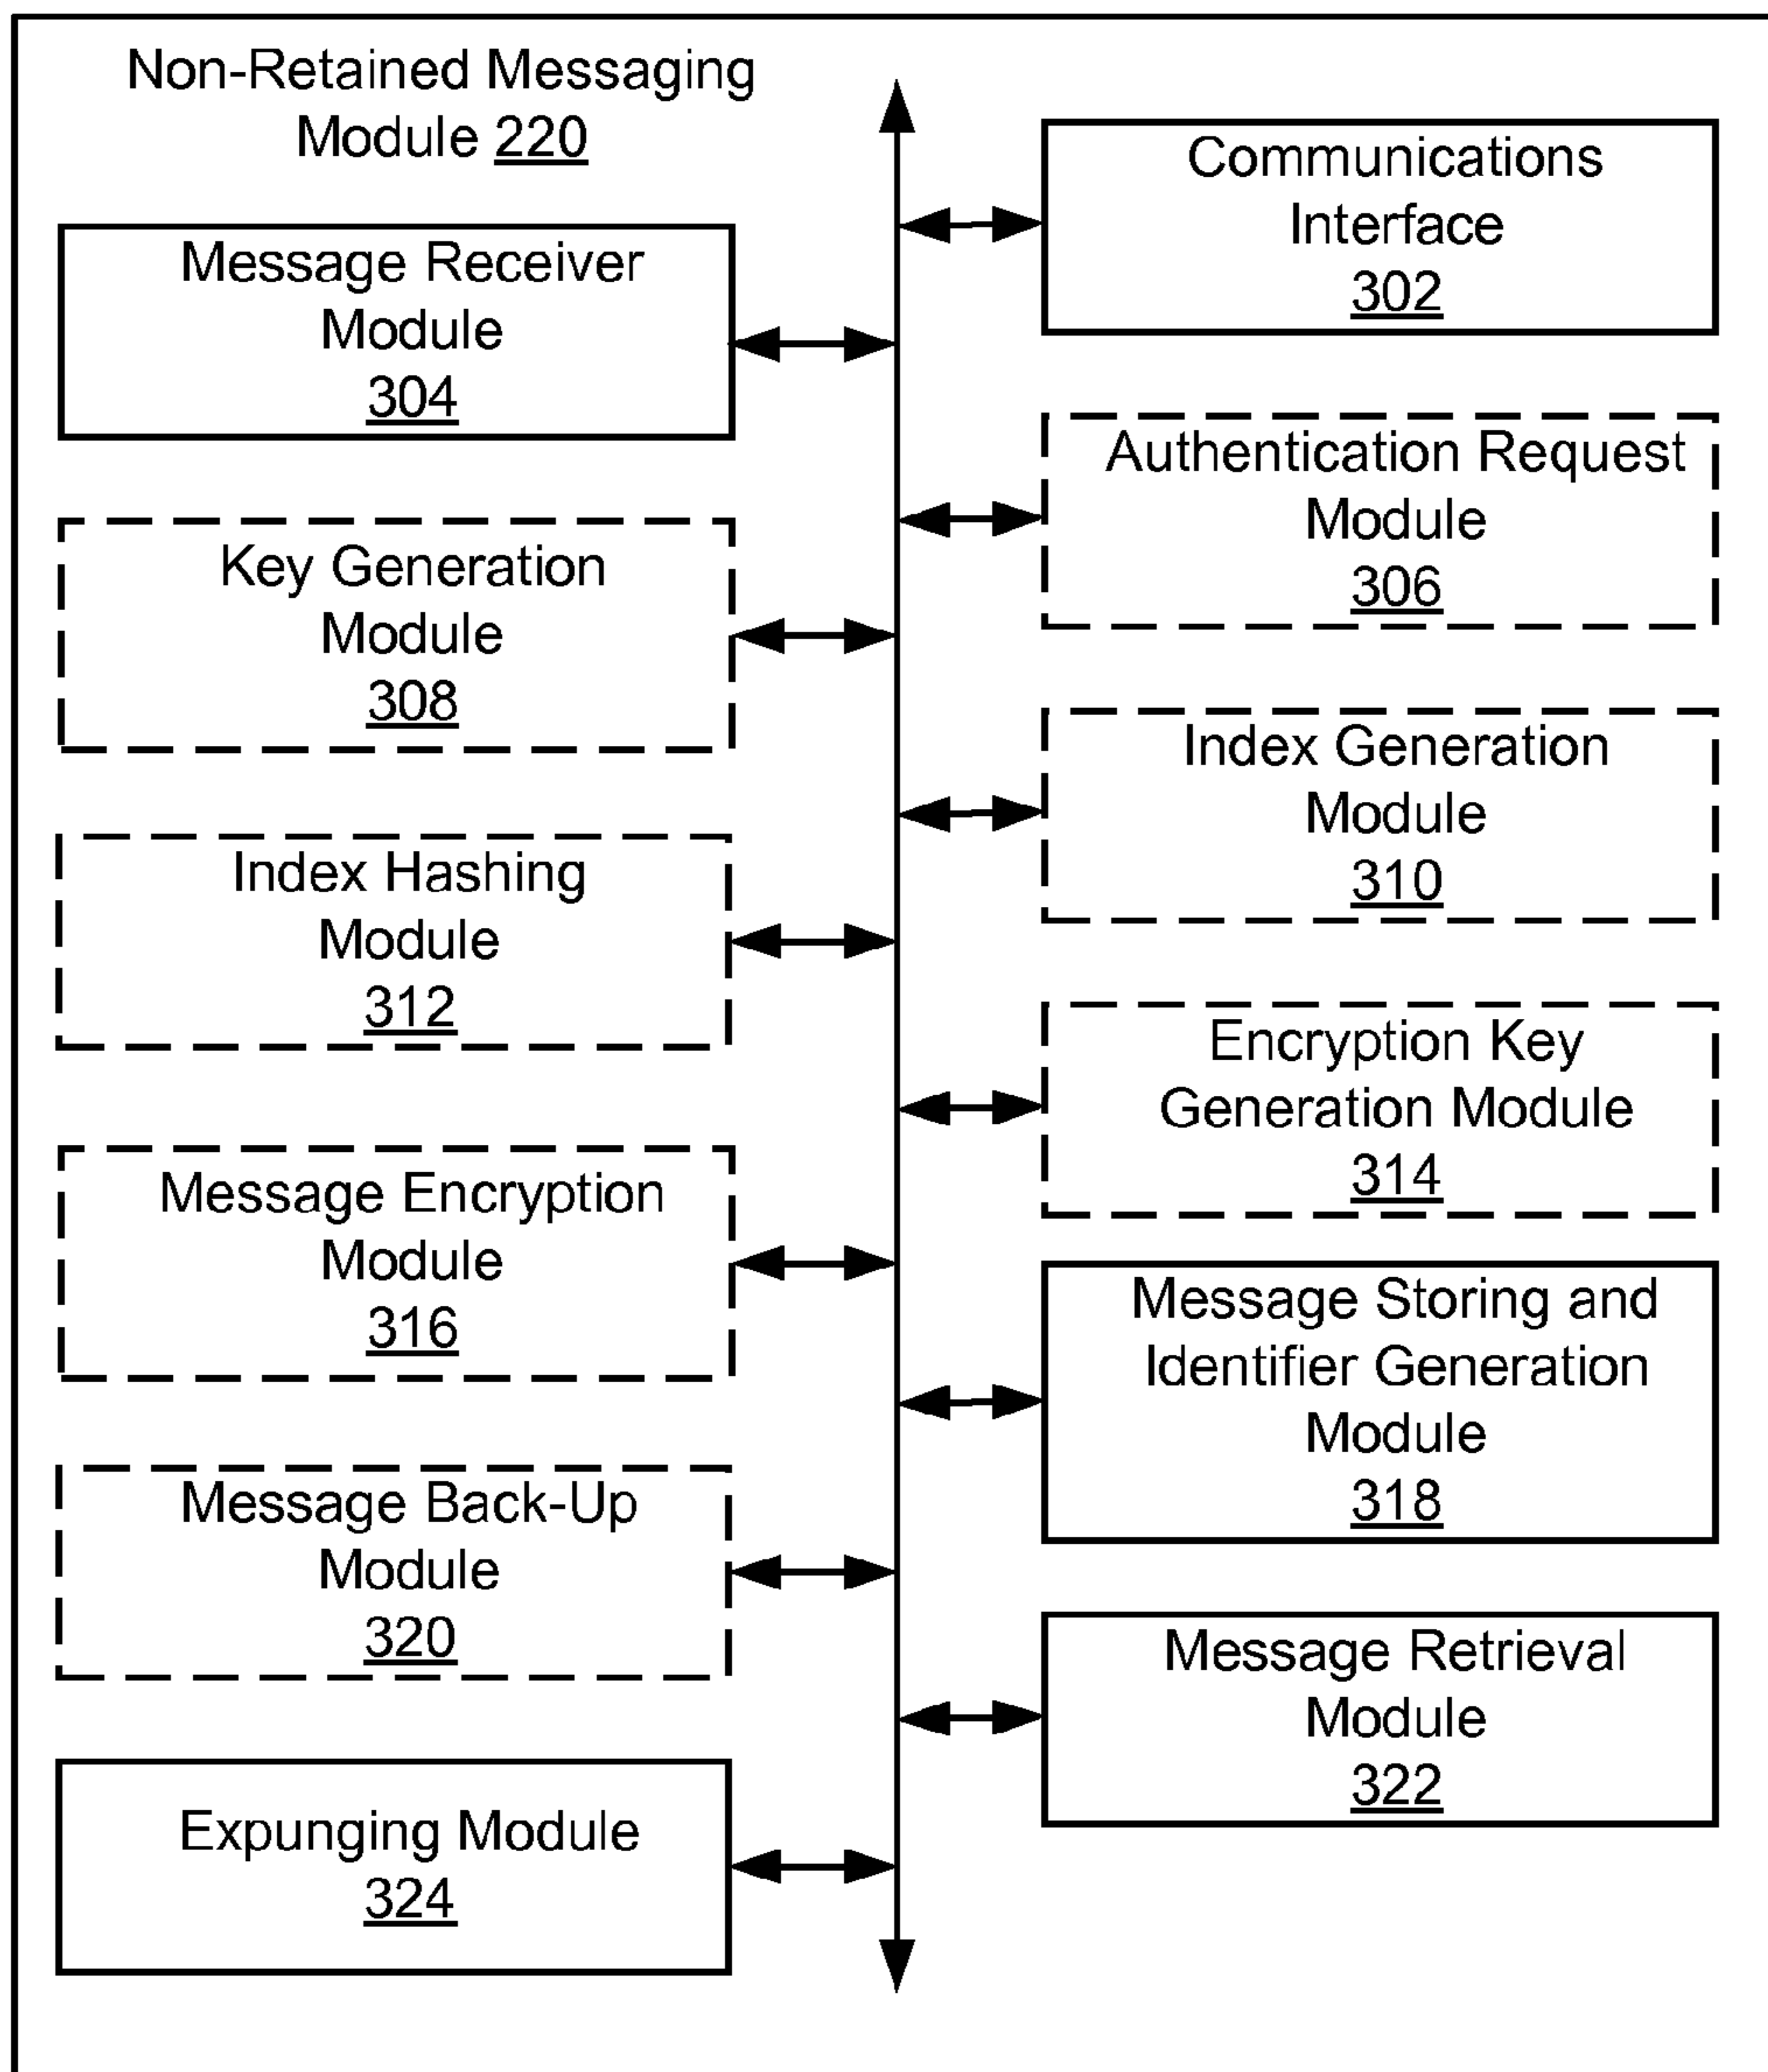 Non-Retained Messaging
Module 220
Communications
Interface
302
Message Receiver
Module
304
Authentication Request
Module
306
Key Generation
Module
308
Index Generation
Module
310
Index Hashing
Module
312
Encryption Key
Generation Module
314
Message Encryption
Module
316
Message Storing and
Identifier Generation
Module
318
Message Back-Up
Module
320
Message Retrieval
Module
322
Expunging Module
324